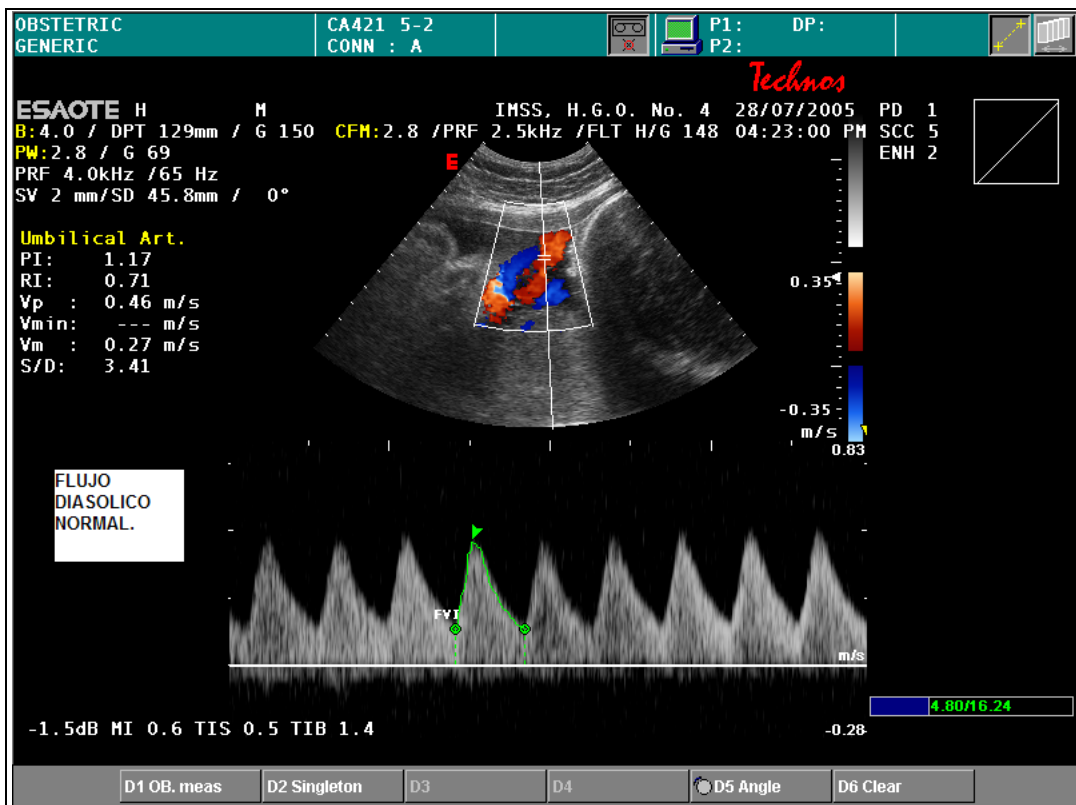 OBSTETRIC
GENERIC
CA421 5-2
CONN : A
P1: DP:
P2:
Technos
ESAOTE H M IMSS, H.G.O. No. 4 28/07/2005 PD 1
B:4.0 / DPT 129mm / G 150 CFM:2.8 /PRF 2.5kHz /FLT H/G 148 04:23:00 PM SCC 5
PW:2.8 / G 69 ENH 2
PRF 4.0kHz /65 Hz
SV 2 mm/SD 45.8mm / 0°
E
Umbilical Art.
PI: 1.17
RI: 0.71
Vp : 0.46 m/s
Vmin: --- m/s
Vm : 0.27 m/s
S/D: 3.41
0.35
-0.35
m/s
0.83
FLUJO
DIASOLICO
NORMAL.
FVI
m/s
4.80/16.24
-1.5dB MI 0.6 TIS 0.5 TIB 1.4
-0.28
D1 OB. meas D2 Singleton D3 D4 D5 Angle D6 Clear